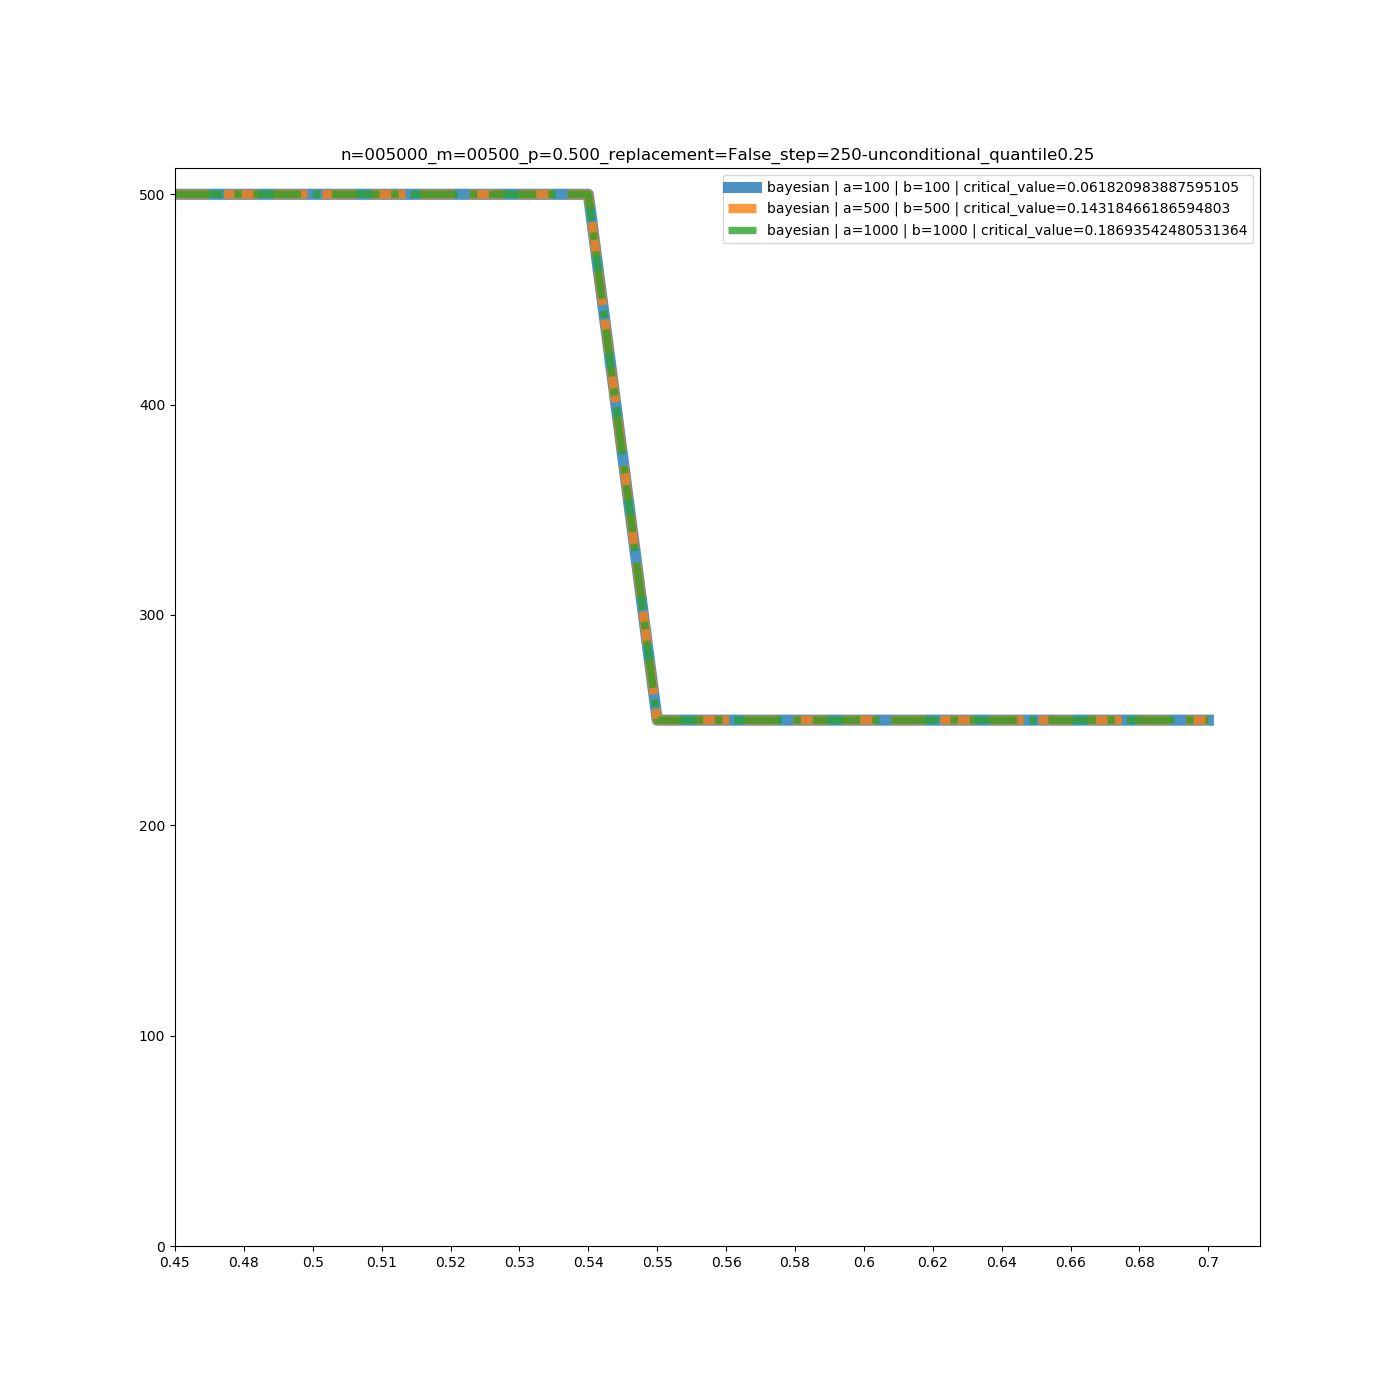 n=005000_m=00500_p=0.500_replacement=False_step=250-unconditional_quantile0.25
bayesian | a=100 | b=100 | critical_value=0.061820983887595105
bayesian | a=500 | b=500 | critical_value=0.14318466186594803
bayesian | a=1000 | b=1000 | critical_value=0.18693542480531364
500
400
300
200
100
0
0.45 0.48 0.5 0.51 0.52 0.53 0.54 0.55 0.56 0.58 0.6 0.62 0.64 0.66 0.68 0.7